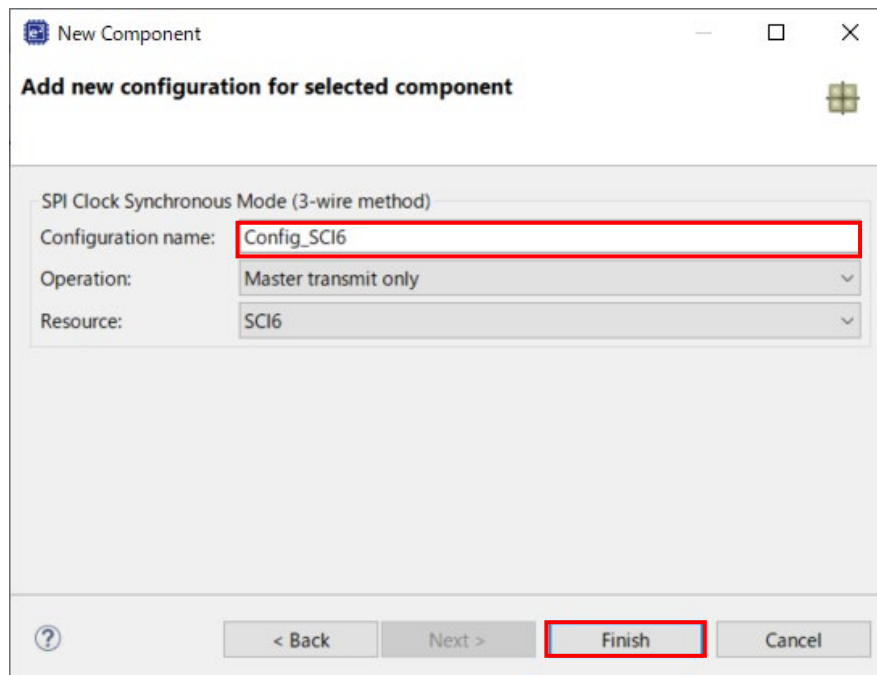 New Component
Add new configuration for selected component
SPI Clock Synchronous Mode (3-wire method)
Configuration name: Config_SCI6
Operation: Master transmit only
Resource: SCI6
< Back Next > Finish Cancel